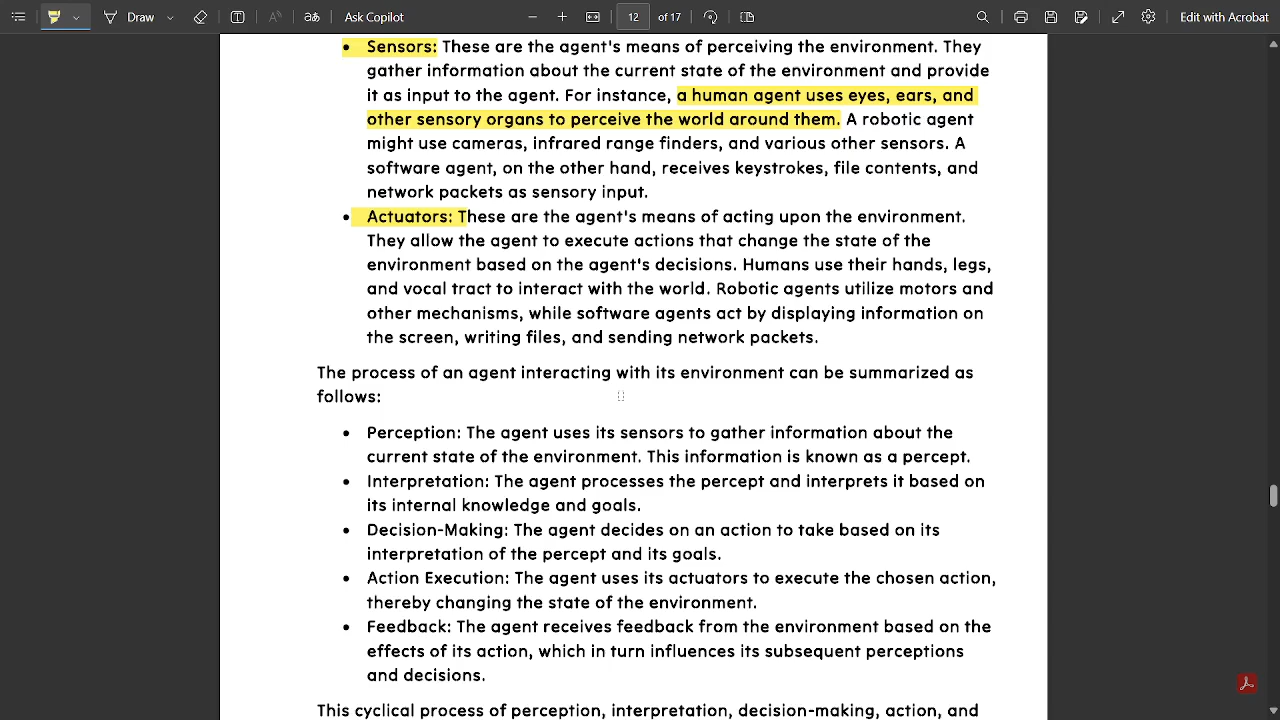 Draw
Ask Copilot
12 of 17
Edit with Acrobat
• Sensors: These are the agent's means of perceiving the environment. They
gather information about the current state of the environment and provide
it as input to the agent. For instance, a human agent uses eyes, ears, and
other sensory organs to perceive the world around them. A robotic agent
might use cameras, infrared range finders, and various other sensors. A
software agent, on the other hand, receives keystrokes, file contents, and
network packets as sensory input.
• Actuators: These are the agent's means of acting upon the environment.
They allow the agent to execute actions that change the state of the
environment based on the agent's decisions. Humans use their hands, legs,
and vocal tract to interact with the world. Robotic agents utilize motors and
other mechanisms, while software agents act by displaying information on
the screen, writing files, and sending network packets.
The process of an agent interacting with its environment can be summarized as
follows:
• Perception: The agent uses its sensors to gather information about the
current state of the environment. This information is known as a percept.
• Interpretation: The agent processes the percept and interprets it based on
its internal knowledge and goals.
• Decision-Making: The agent decides on an action to take based on its
interpretation of the percept and its goals.
• Action Execution: The agent uses its actuators to execute the chosen action,
thereby changing the state of the environment.
• Feedback: The agent receives feedback from the environment based on the
effects of its action, which in turn influences its subsequent perceptions
and decisions.
This cyclical process of perception, interpretation, decision-making, action, and